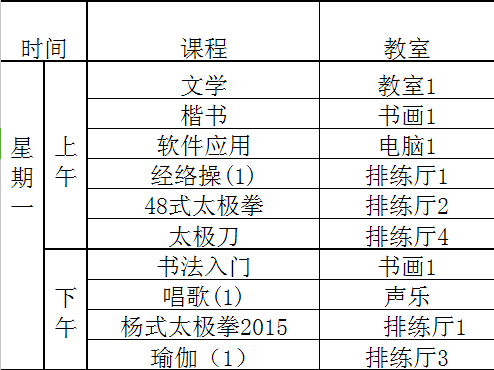 时间 课程 教室
星期一 上午 文学 教室1
楷书 书画1
软件应用 电脑1
经络操(1) 排练厅1
48式太极拳 排练厅2
太极刀 排练厅4
下午 书法入门 书画1
唱歌(1) 声乐
杨式太极拳2015 排练厅1
瑜伽（1） 排练厅3